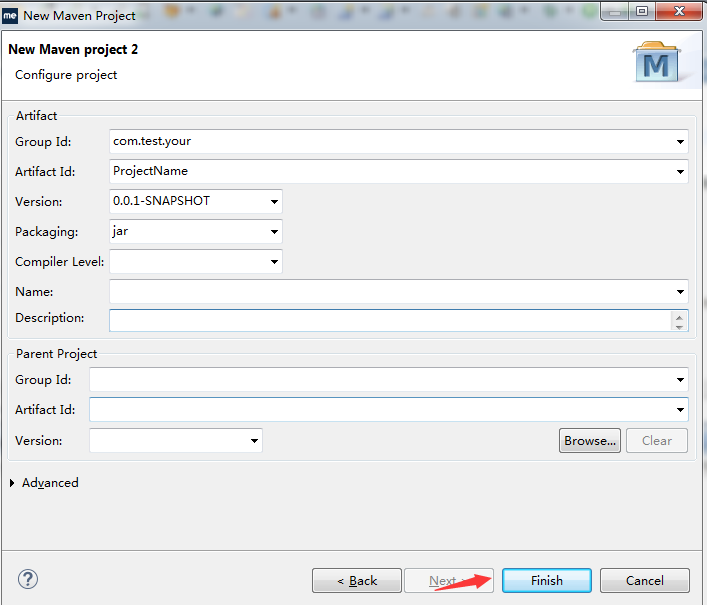 me New Maven Project
New Maven project 2
Configure project
M
Artifact
Group Id: com.test.your
Artifact Id: ProjectName
Version: 0.0.1-SNAPSHOT
Packaging: jar
Compiler Level:
Name:
Description:
Parent Project
Group Id:
Artifact Id:
Version: Browse... Clear
Advanced
? < Back Next > Finish Cancel